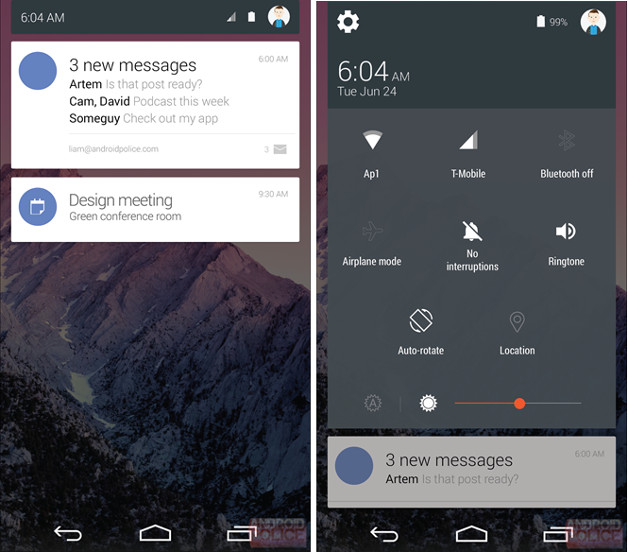 6:04 AM
3 new messages
6:00 AM
Artem Is that post ready?
Cam, David Podcast this week
Someguy Check out my app
liam@androidpolice.com
3
Design meeting
9:30 AM
Green conference room
ANDROID
POLICE
99%
6:04 AM
Tue Jun 24
Ap1
T-Mobile
Bluetooth off
Airplane mode
No
interruptions
Ringtone
Auto-rotate
Location
A
3 new messages
6:00 AM
Artem Is that post ready?
ANDROID
POLICE